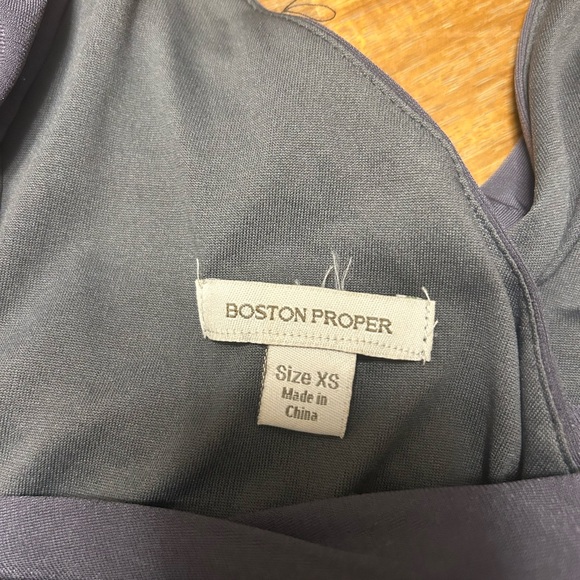 BOSTON PROPER
Size XS
Made in
China